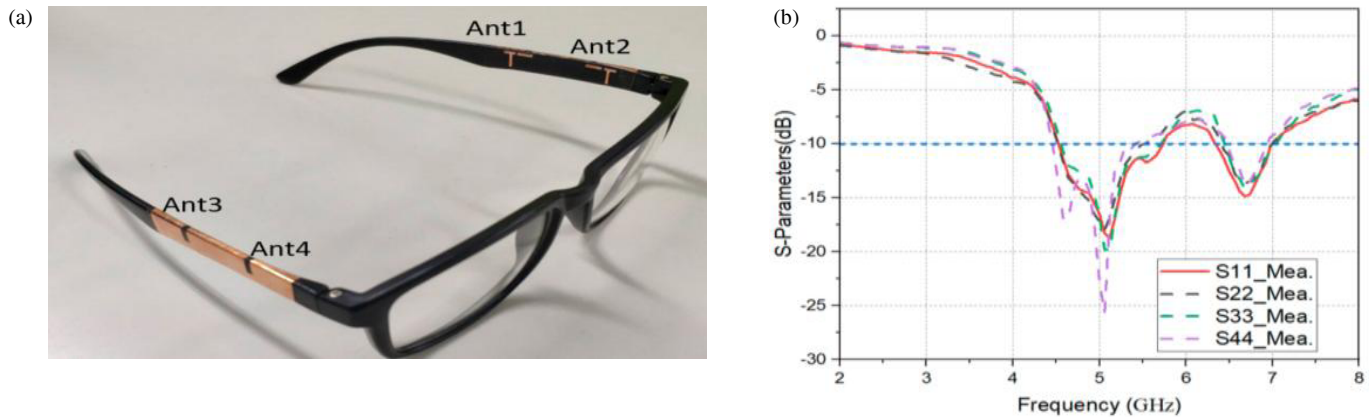 (a)
Ant1
Ant2
Ant3
Ant4
(b)
0
-5
-10
-15
-20
-25
-30
S-Parameters(dB)
S11_Mea.
S22_Mea.
S33_Mea.
S44_Mea.
2 3 4 5 6 7 8
Frequency (GHz)